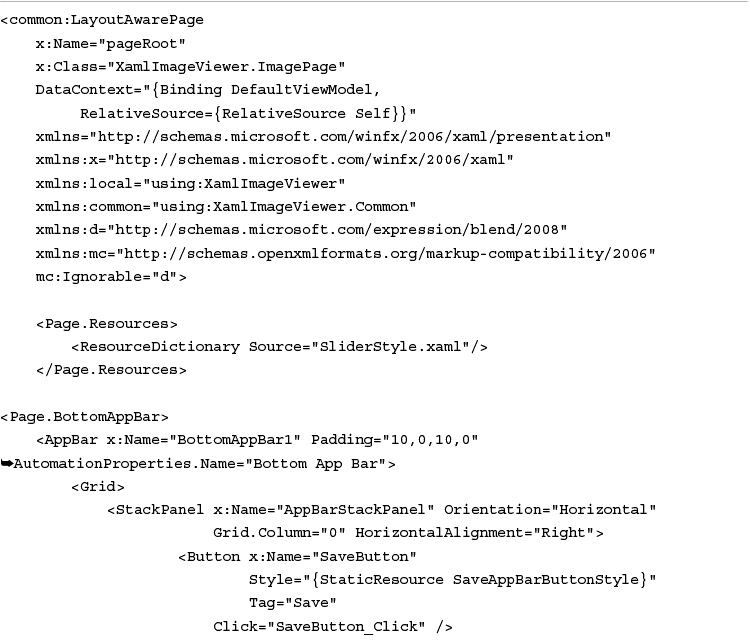 <common:LayoutAwarePage
x:Name="pageRoot"
x:Class="XamlImageViewer.ImagePage"
DataContext="{Binding DefaultViewModel,
RelativeSource={RelativeSource Self}}"
xmlns="http://schemas.microsoft.com/winfx/2006/xaml/presentation"
xmlns:x="http://schemas.microsoft.com/winfx/2006/xaml"
xmlns:local="using:XamlImageViewer"
xmlns:common="using:XamlImageViewer.Common"
xmlns:d="http://schemas.microsoft.com/expression/blend/2008"
xmlns:mc="http://schemas.openxmlformats.org/markup-compatibility/2006"
mc:Ignorable="d">
<Page.Resources>
<ResourceDictionary Source="SliderStyle.xaml"/>
</Page.Resources>
<Page.BottomAppBar>
<AppBar x:Name="BottomAppBar1" Padding="10,0,10,0"
➥AutomationProperties.Name="Bottom App Bar">
<Grid>
<StackPanel x:Name="AppBarStackPanel" Orientation="Horizontal"
Grid.Column="0" HorizontalAlignment="Right">
<Button x:Name="SaveButton"
Style="{StaticResource SaveAppBarButtonStyle}"
Tag="Save"
Click="SaveButton_Click" />